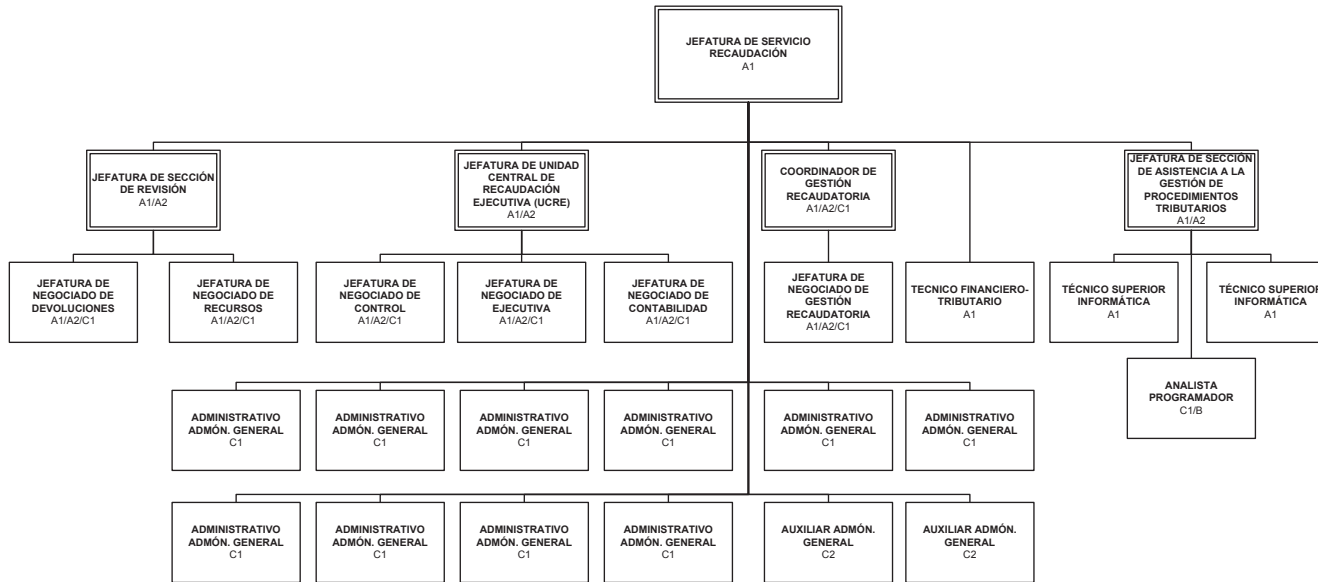 JEFATURA DE SERVICIO
RECAUDACIÓN
A1
JEFATURA DE SECCIÓN
DE REVISIÓN
A1/A2
JEFATURA DE UNIDAD
CENTRAL DE
RECAUDACIÓN
EJECUTIVA (UCRE)
A1/A2
COORDINADOR DE
GESTIÓN
RECAUDATORIA
A1/A2/C1
JEFATURA DE SECCIÓN
DE ASISTENCIA A LA
GESTIÓN DE
PROCEDIMIENTOS
TRIBUTARIOS
A1/A2
JEFATURA DE
NEGOCIADO DE
DEVOLUCIONES
A1/A2/C1
JEFATURA DE
NEGOCIADO DE
RECURSOS
A1/A2/C1
JEFATURA DE
NEGOCIADO DE
CONTROL
A1/A2/C1
JEFATURA DE
NEGOCIADO DE
EJECUTIVA
A1/A2/C1
JEFATURA DE
NEGOCIADO DE
CONTABILIDAD
A1/A2/C1
JEFATURA DE
NEGOCIADO DE
GESTIÓN
RECAUDATORIA
A1/A2/C1
TECNICO FINANCIERO-
TRIBUTARIO
A1
TÉCNICO SUPERIOR
INFORMÁTICA
A1
TÉCNICO SUPERIOR
INFORMÁTICA
A1
ANALISTA
PROGRAMADOR
C1/B
ADMINISTRATIVO
ADMÓN. GENERAL
C1
ADMINISTRATIVO
ADMÓN. GENERAL
C1
ADMINISTRATIVO
ADMÓN. GENERAL
C1
ADMINISTRATIVO
ADMÓN. GENERAL
C1
ADMINISTRATIVO
ADMÓN. GENERAL
C1
ADMINISTRATIVO
ADMÓN. GENERAL
C1
ADMINISTRATIVO
ADMÓN. GENERAL
C1
ADMINISTRATIVO
ADMÓN. GENERAL
C1
ADMINISTRATIVO
ADMÓN. GENERAL
C1
ADMINISTRATIVO
ADMÓN. GENERAL
C1
AUXILIAR ADMÓN.
GENERAL
C2
AUXILIAR ADMÓN.
GENERAL
C2